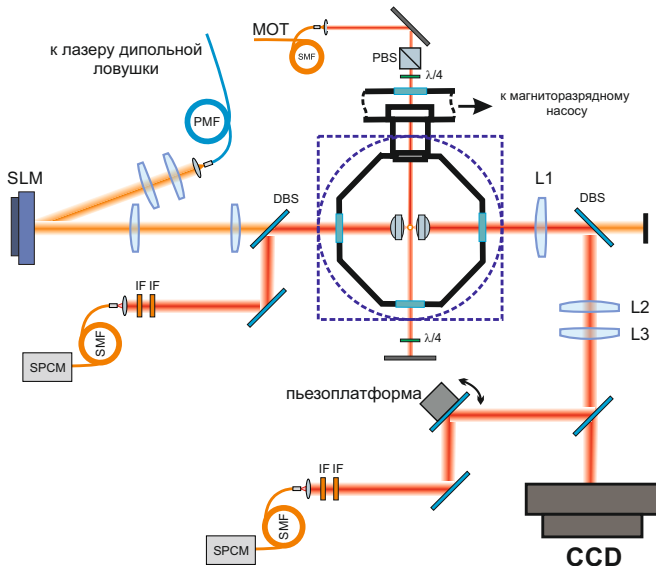 MOT
SMF
к лазеру дипольной
ловушки
PBS
λ/4
к магниторазрядному
насосу
PMF
SLM
DBS
L1
DBS
IF IF
L2
L3
SMF
λ/4
SPCM
пьезоплатформа
IF IF
SMF
SPCM
CCD